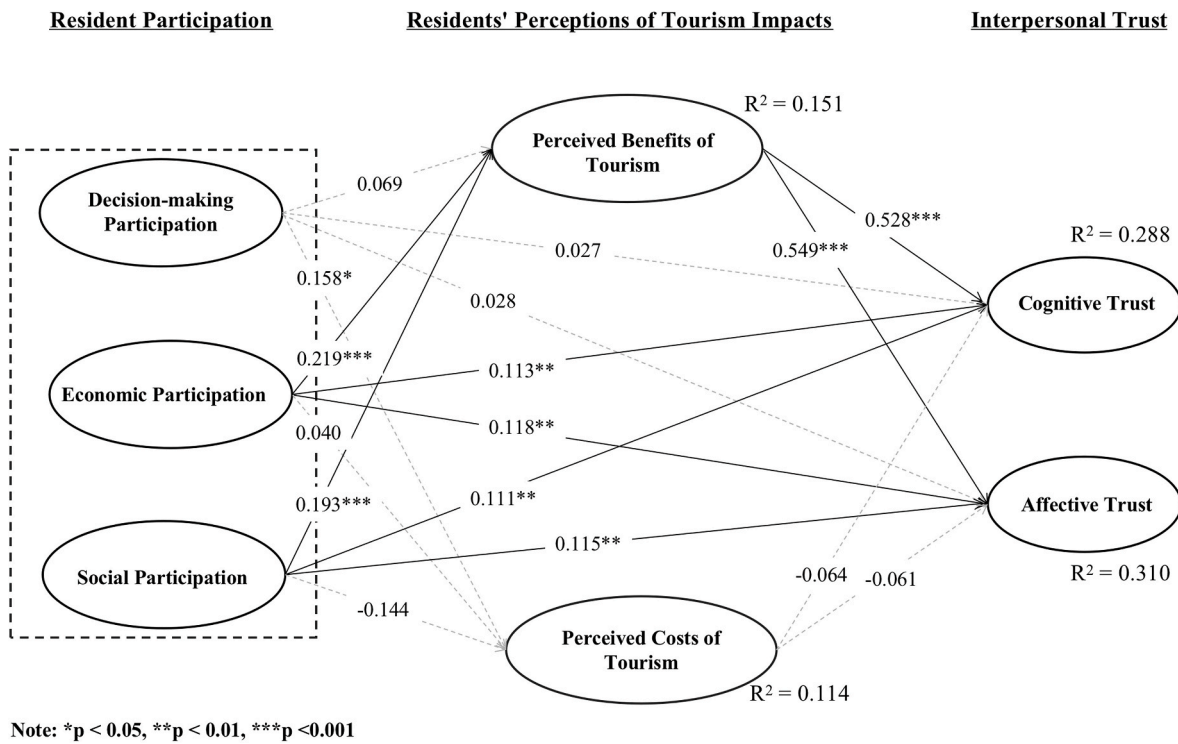 Resident Participation
Residents' Perceptions of Tourism Impacts
Interpersonal Trust
R² = 0.151
Perceived Benefits of
Tourism
Decision-making
Participation
0.069
0.528***
R² = 0.288
0.549***
0.027
0.158*
0.028
Cognitive Trust
0.219***
0.113**
Economic Participation
0.118**
0.040
0.193***
0.111**
Affective Trust
0.115**
Social Participation
-0.064
-0.061
R² = 0.310
-0.144
Perceived Costs of
Tourism
R² = 0.114
Note: *p < 0.05, **p < 0.01, ***p <0.001